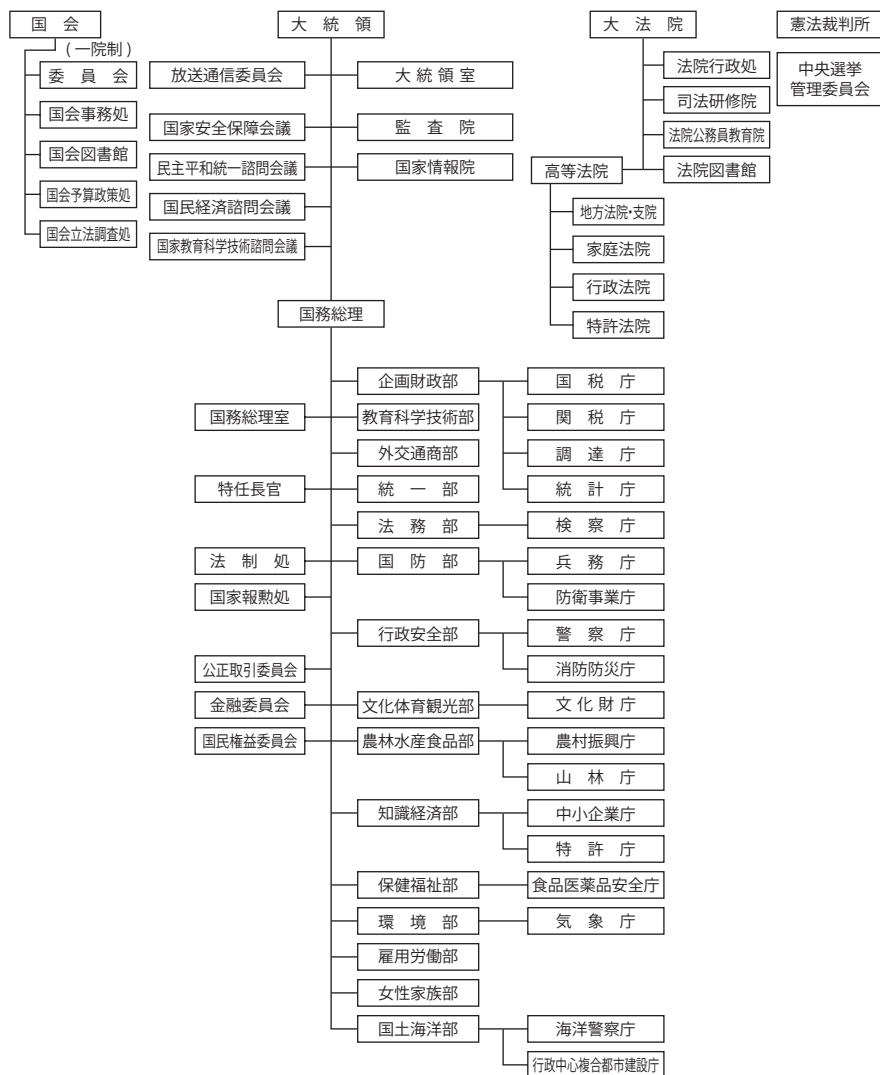 国会
大統領
大法院
憲法裁判所
(一院制)
委員会
国会事務処
国会図書館
国会予算政策処
国会立法調査処
放送通信委員会
大統領室
国家安全保障会議
監査院
民主平和統一諮問会議
国家情報院
国民経済諮問会議
国家教育科学技術諮問会議
法院行政処
司法研修院
法院公務員教育院
高等法院
法院図書館
地方法院・支院
家庭法院
行政法院
特許法院
中央選挙
管理委員会
国務総理
企画財政部
国税庁
国務総理室
教育科学技術部
関税庁
外交通商部
調達庁
特任長官
統一部
統計庁
法務部
検察庁
法制処
国防部
兵務庁
国家報勲処
防衛事業庁
行政安全部
警察庁
公正取引委員会
消防防災庁
金融委員会
文化体育観光部
文化財庁
国民権益委員会
農林水産食品部
農村振興庁
山林庁
知識経済部
中小企業庁
特許庁
保健福祉部
食品医薬品安全庁
環境部
気象庁
雇用労働部
女性家族部
国土海洋部
海洋警察庁
行政中心複合都市建設庁